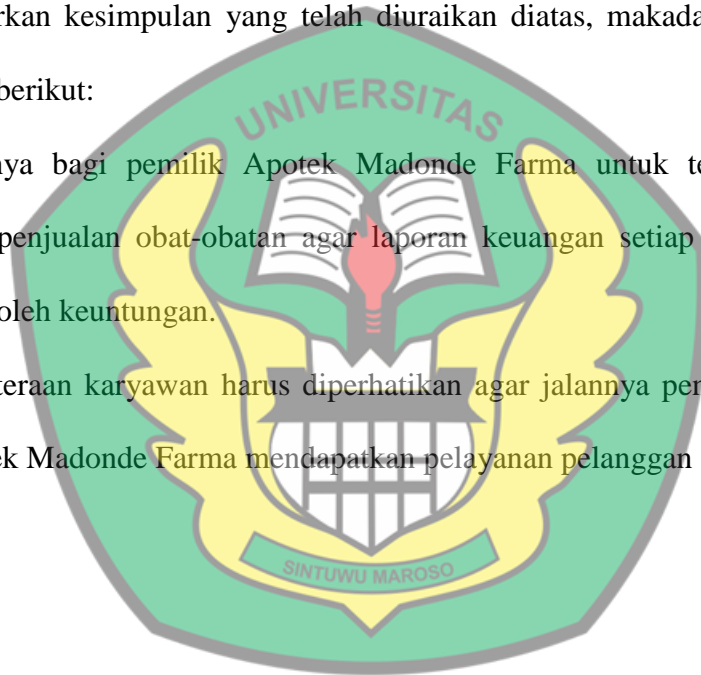 rkan kesimpulan yang telah diuraikan diatas, makada
berikut:
UNIVERSITAS
nya bagi pemilik Apotek Madonde Farma untuk te
penjualan obat-obatan agar laporan keuangan setiap
oleh keuntungan.
teraan karyawan harus diperhatikan agar jalannya per
ek Madonde Farma mendapatkan pelayanan pelanggan
SINTUWU MAROSO